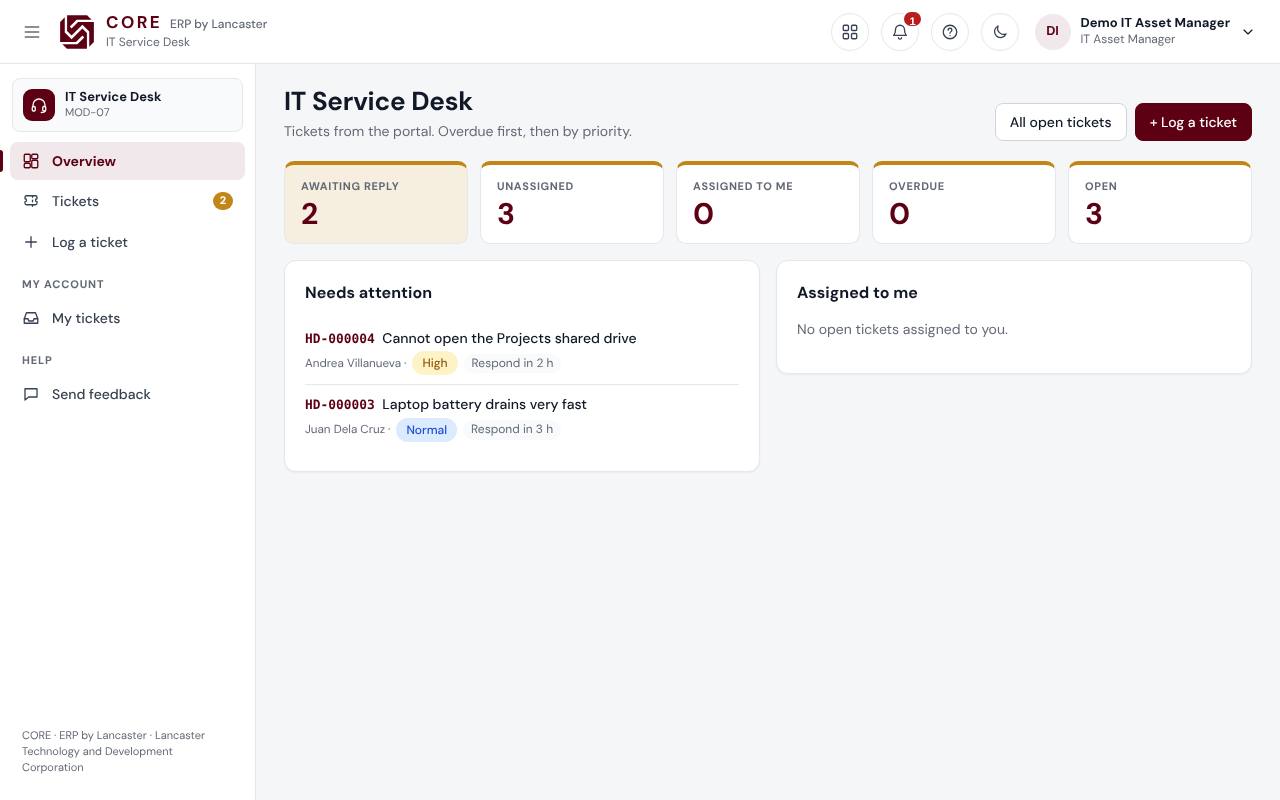 CORE ERP by Lancaster
IT Service Desk
1
DI
Demo IT Asset Manager
IT Asset Manager
IT Service Desk
MOD-07
Overview
Tickets 2
Log a ticket
MY ACCOUNT
My tickets
HELP
Send feedback
CORE · ERP by Lancaster · Lancaster
Technology and Development
Corporation
IT Service Desk
Tickets from the portal. Overdue first, then by priority.
All open tickets
+ Log a ticket
AWAITING REPLY
2
UNASSIGNED
3
ASSIGNED TO ME
0
OVERDUE
0
OPEN
3
Needs attention
HD-000004 Cannot open the Projects shared drive
Andrea Villanueva · High Respond in 2 h
HD-000003 Laptop battery drains very fast
Juan Dela Cruz · Normal Respond in 3 h
Assigned to me
No open tickets assigned to you.